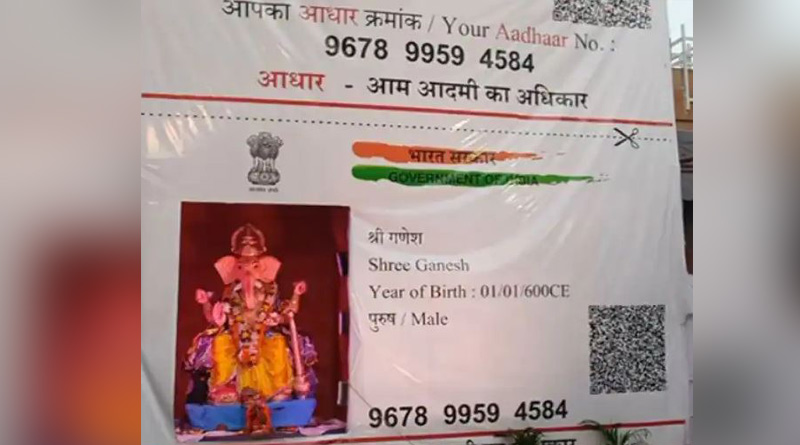 आपका आधार क्रमांक / Your Aadhaar No. :
9678 9959 4584
आधार - आम आदमी का अधिकार
भारत सरकार
GOVERNMENT OF INDIA
श्री गणेश
Shree Ganesh
Year of Birth : 01/01/600CE
पुरुष / Male
9678 9959 4584